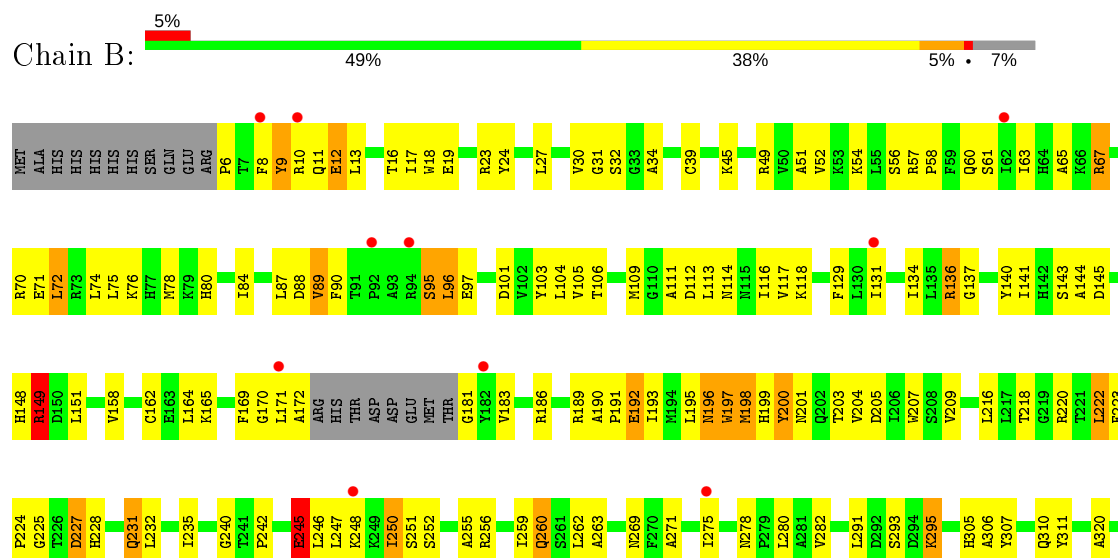 5%
Chain B:
49% 38% 5% • 7%
MET ALA HIS HIS HIS HIS HIS HIS SER GLN GLU ARG P6 T7 F8 Y9 R10 Q11 E12 L13 T16 I17 W18 E19 R23 Y24 L27 V30 G31 S32 G33 A34 C39 K45 R49 V50 A51 V52 K53 K54 L55 S56 R57 P58 F59 Q60 S61 I62 I63 H64 A65 K66 R67
R70 E71 L72 R73 L74 L75 K76 H77 M78 K79 H80 I84 L87 D88 V89 F90 T91 P92 A93 R94 S95 L96 E97 D101 V102 Y103 L104 V105 T106 M109 G110 A111 D112 L113 N114 N115 I116 V117 K118 F129 L130 I131 I134 L135 R136 G137 Y140 I141 H142 S143 A144 D145
H148 R149 D150 L151 V158 C162 E163 L164 K165 F169 G170 L171 A172 ARG HIS THR ASP ASP GLU MET THR G181 Y182 V183 R186 R189 A190 P191 E192 I193 M194 L195 N196 W197 M198 H199 Y200 N201 Q202 T203 V204 D205 I206 W207 S208 V209 L216 L217 T218 G219 R220 T221 L222 F223
P224 G225 T226 D227 H228 Q231 L232 I235 G240 T241 P242 E245 L246 L247 K248 K249 I250 S251 S252 A255 R256 I259 Q260 S261 L262 A263 N269 F270 A271 I275 N278 P279 L280 A281 V282 L291 D292 S293 D294 K295 H305 A306 Y307 Q310 Y311 A320